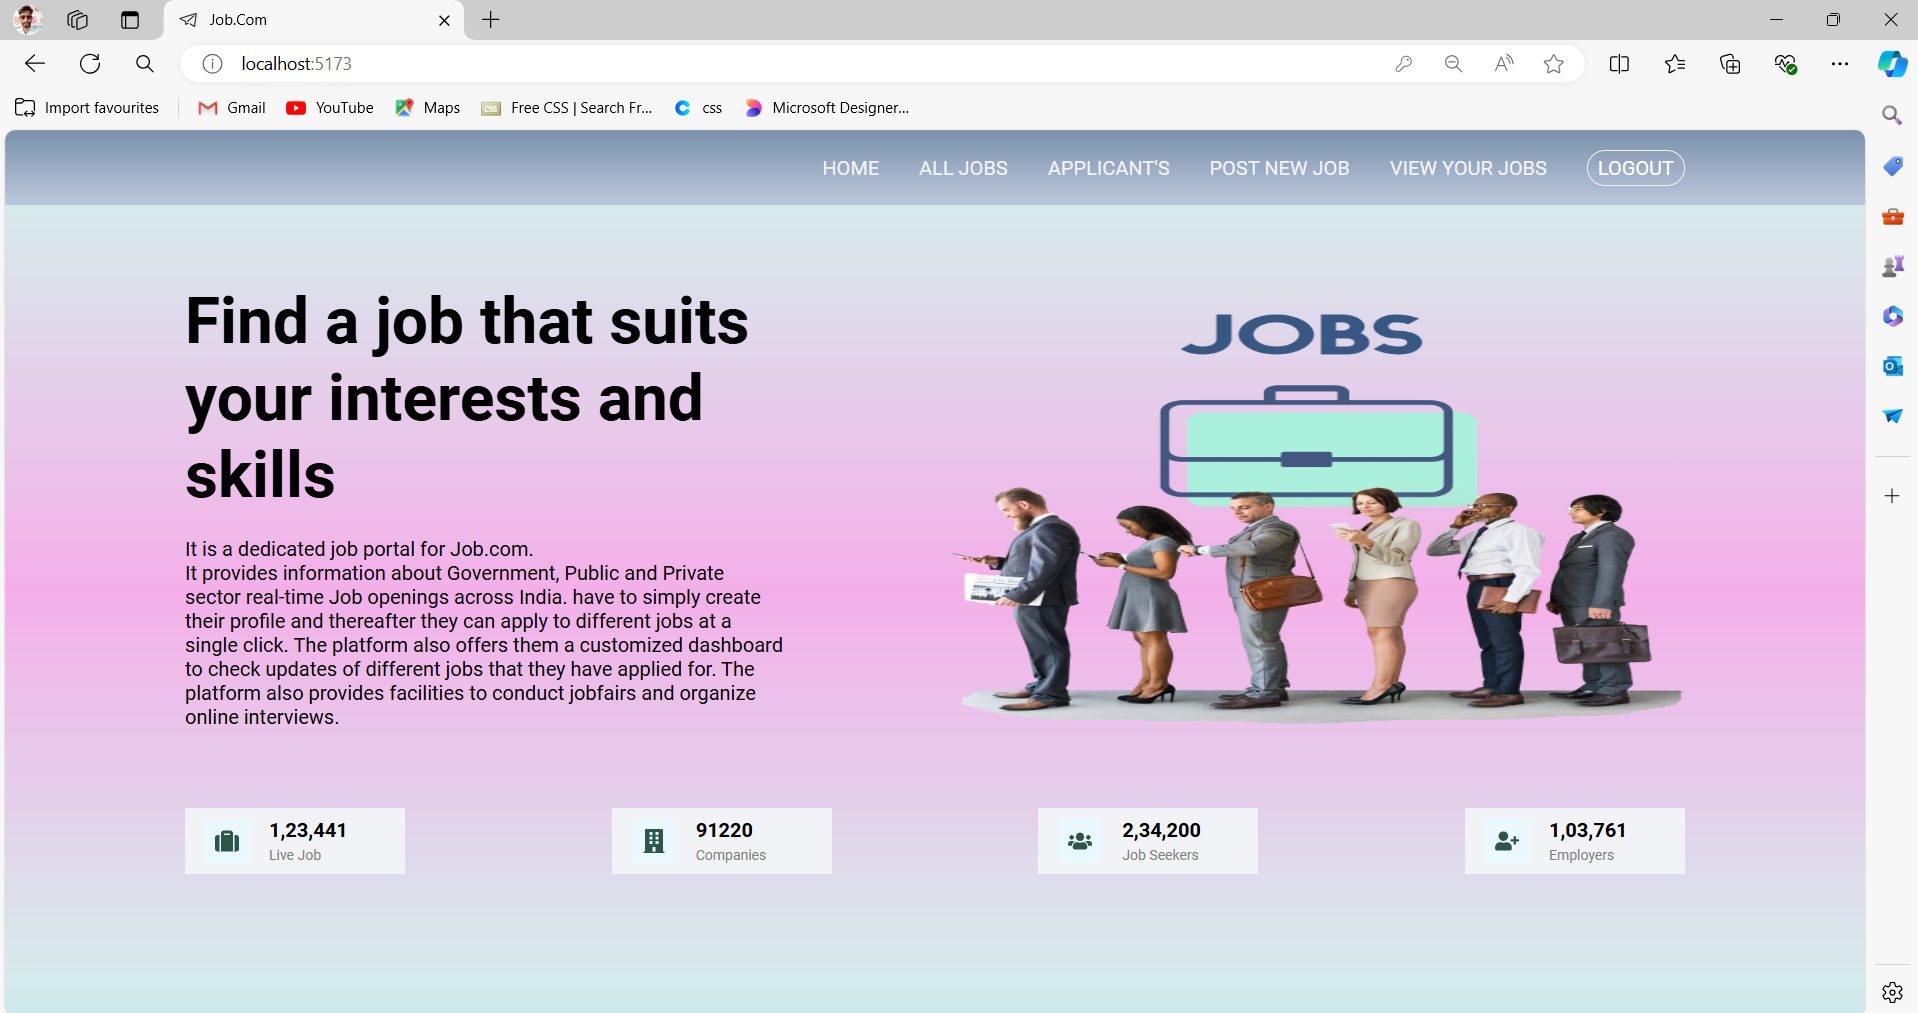 Job.Com
localhost:5173
Import favourites
Gmail
YouTube
Maps
CSS
Free CSS | Search Fr...
css
Microsoft Designer...
HOME
ALL JOBS
APPLICANT'S
POST NEW JOB
VIEW YOUR JOBS
LOGOUT
Find a job that suits
your interests and
skills
It is a dedicated job portal for Job.com.
It provides information about Government, Public and Private
sector real-time Job openings across India. have to simply create
their profile and thereafter they can apply to different jobs at a
single click. The platform also offers them a customized dashboard
to check updates of different jobs that they have applied for. The
platform also provides facilities to conduct jobfairs and organize
online interviews.
JOBS
1,23,441
Live Job
91220
Companies
2,34,200
Job Seekers
1,03,761
Employers